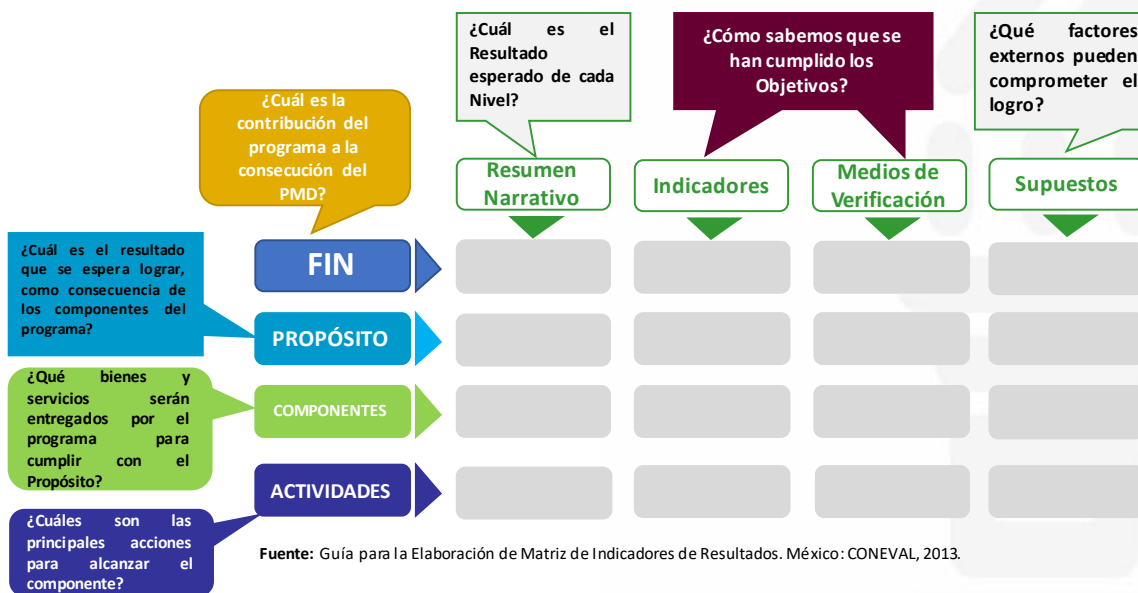 ¿Cuál es el
Resultado
esperado de cada
Nivel?
¿Cómo sabemos que se
han cumplido los
Objetivos?
¿Qué factores
externos pueden
comprometer el
logro?
¿Cuál es la
contribución del
programa a la
consecución del
PMD?
Resumen
Narrativo
Indicadores
Medios de
Verificación
Supuestos
¿Cuál es el resultado
que se espera lograr,
como consecuencia de
los componentes del
programa?
FIN
PROPÓSITO
¿Qué bienes y
servicios serán
entregados por el
programa para
cumplir con el
Propósito?
COMPONENTES
ACTIVIDADES
¿Cuáles son las
principales acciones
para alcanzar el
componente?
Fuente: Guía para la Elaboración de Matriz de Indicadores de Resultados. México: CONEVAL, 2013.